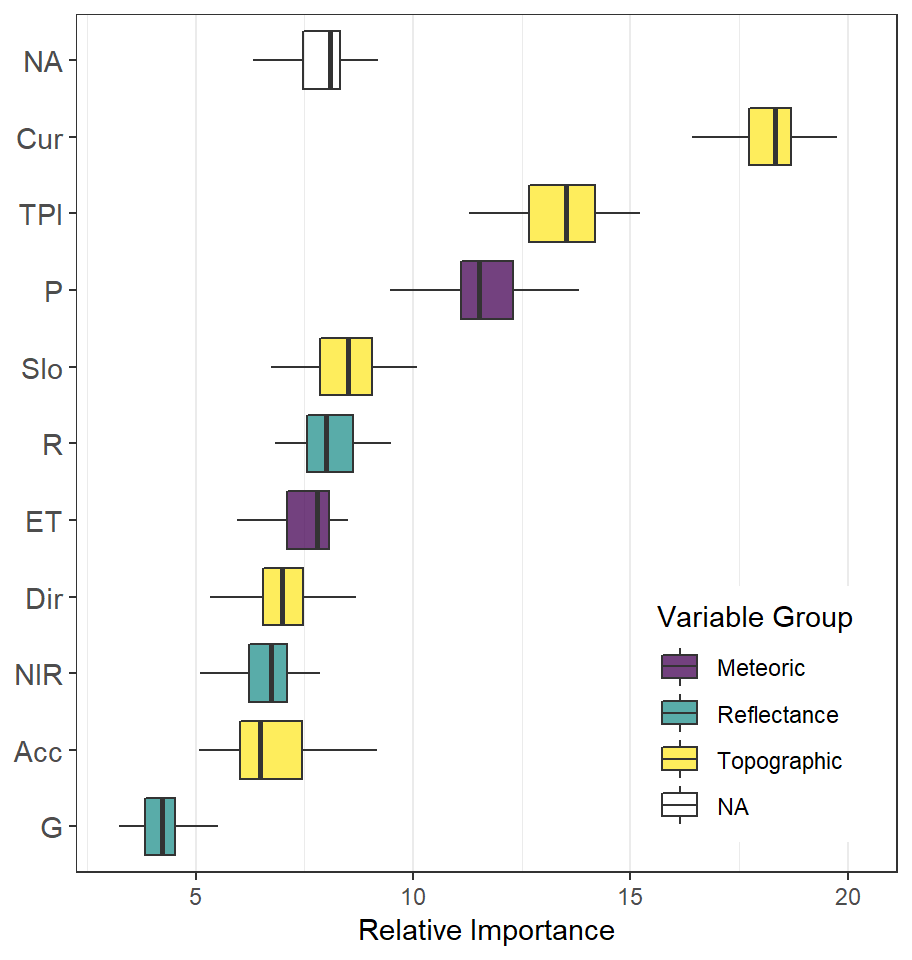 NA
Cur
TPI
P
Slo
R
ET
Dir
NIR
Acc
G
Variable Group
Meteoric
Reflectance
Topographic
NA
5 10 15 20
Relative Importance